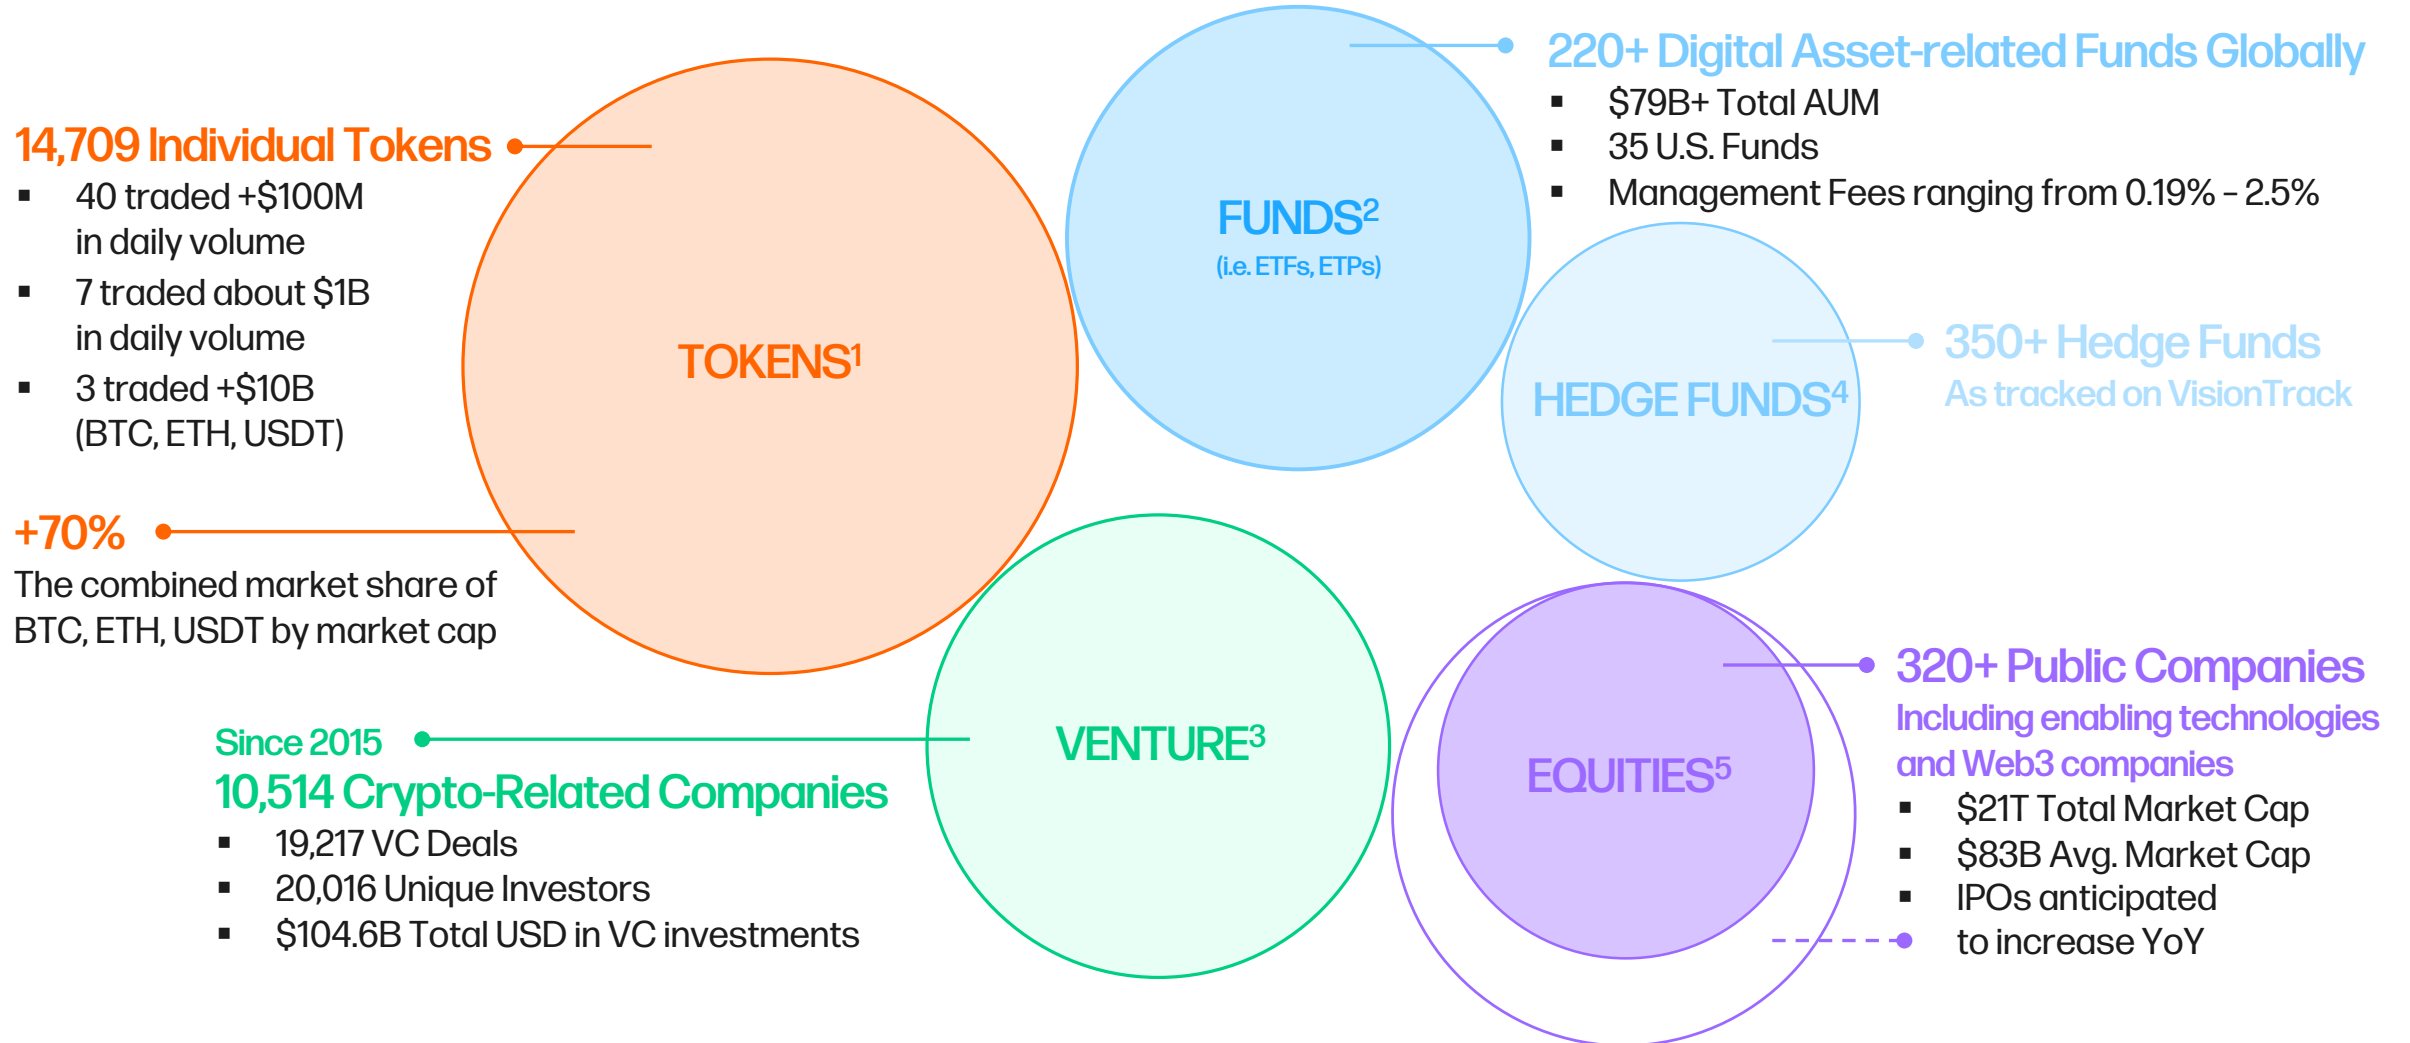 14,709 Individual Tokens
▪ 40 traded +$100M
in daily volume
▪ 7 traded about $1B
in daily volume
▪ 3 traded +$10B
(BTC, ETH, USDT)
+70%
The combined market share of
BTC, ETH, USDT by market cap
TOKENS¹
FUNDS²
(i.e. ETFs, ETPs)
220+ Digital Asset-related Funds Globally
▪ $79B+ Total AUM
▪ 35 U.S. Funds
▪ Management Fees ranging from 0.19% – 2.5%
HEDGE FUNDS⁴
350+ Hedge Funds
As tracked on VisionTrack
Since 2015
10,514 Crypto-Related Companies
▪ 19,217 VC Deals
▪ 20,016 Unique Investors
▪ $104.6B Total USD in VC investments
VENTURE³
EQUITIES⁵
320+ Public Companies
Including enabling technologies
and Web3 companies
▪ $21T Total Market Cap
▪ $83B Avg. Market Cap
▪ IPOs anticipated
to increase YoY